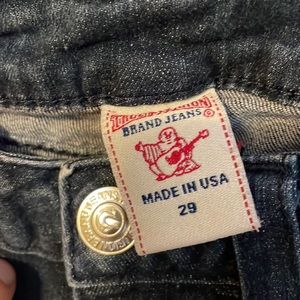 TRUE RELIGION
BRAND JEANS
MADE IN USA
29